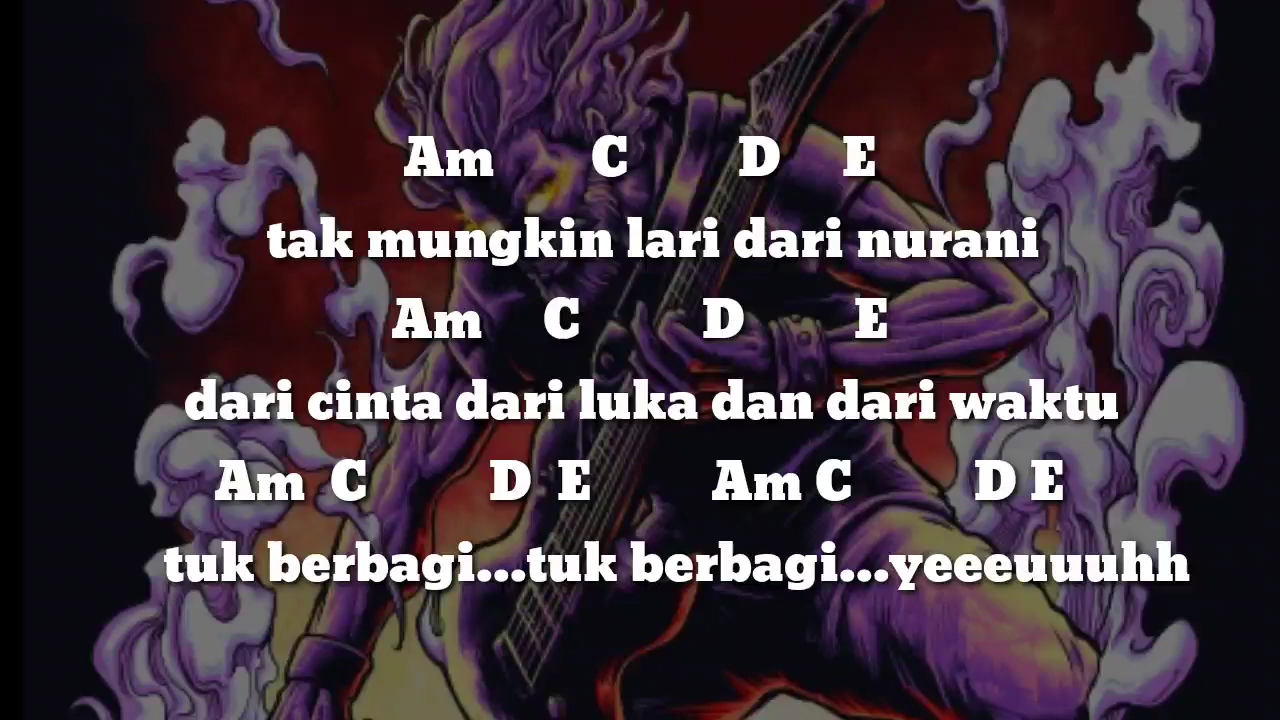 Am C D E
tak mungkin lari dari nurani
Am C D E
dari cinta dari luka dan dari waktu
Am C D E Am C D E
tuk berbagi...tuk berbagi...yeeeuuuhh